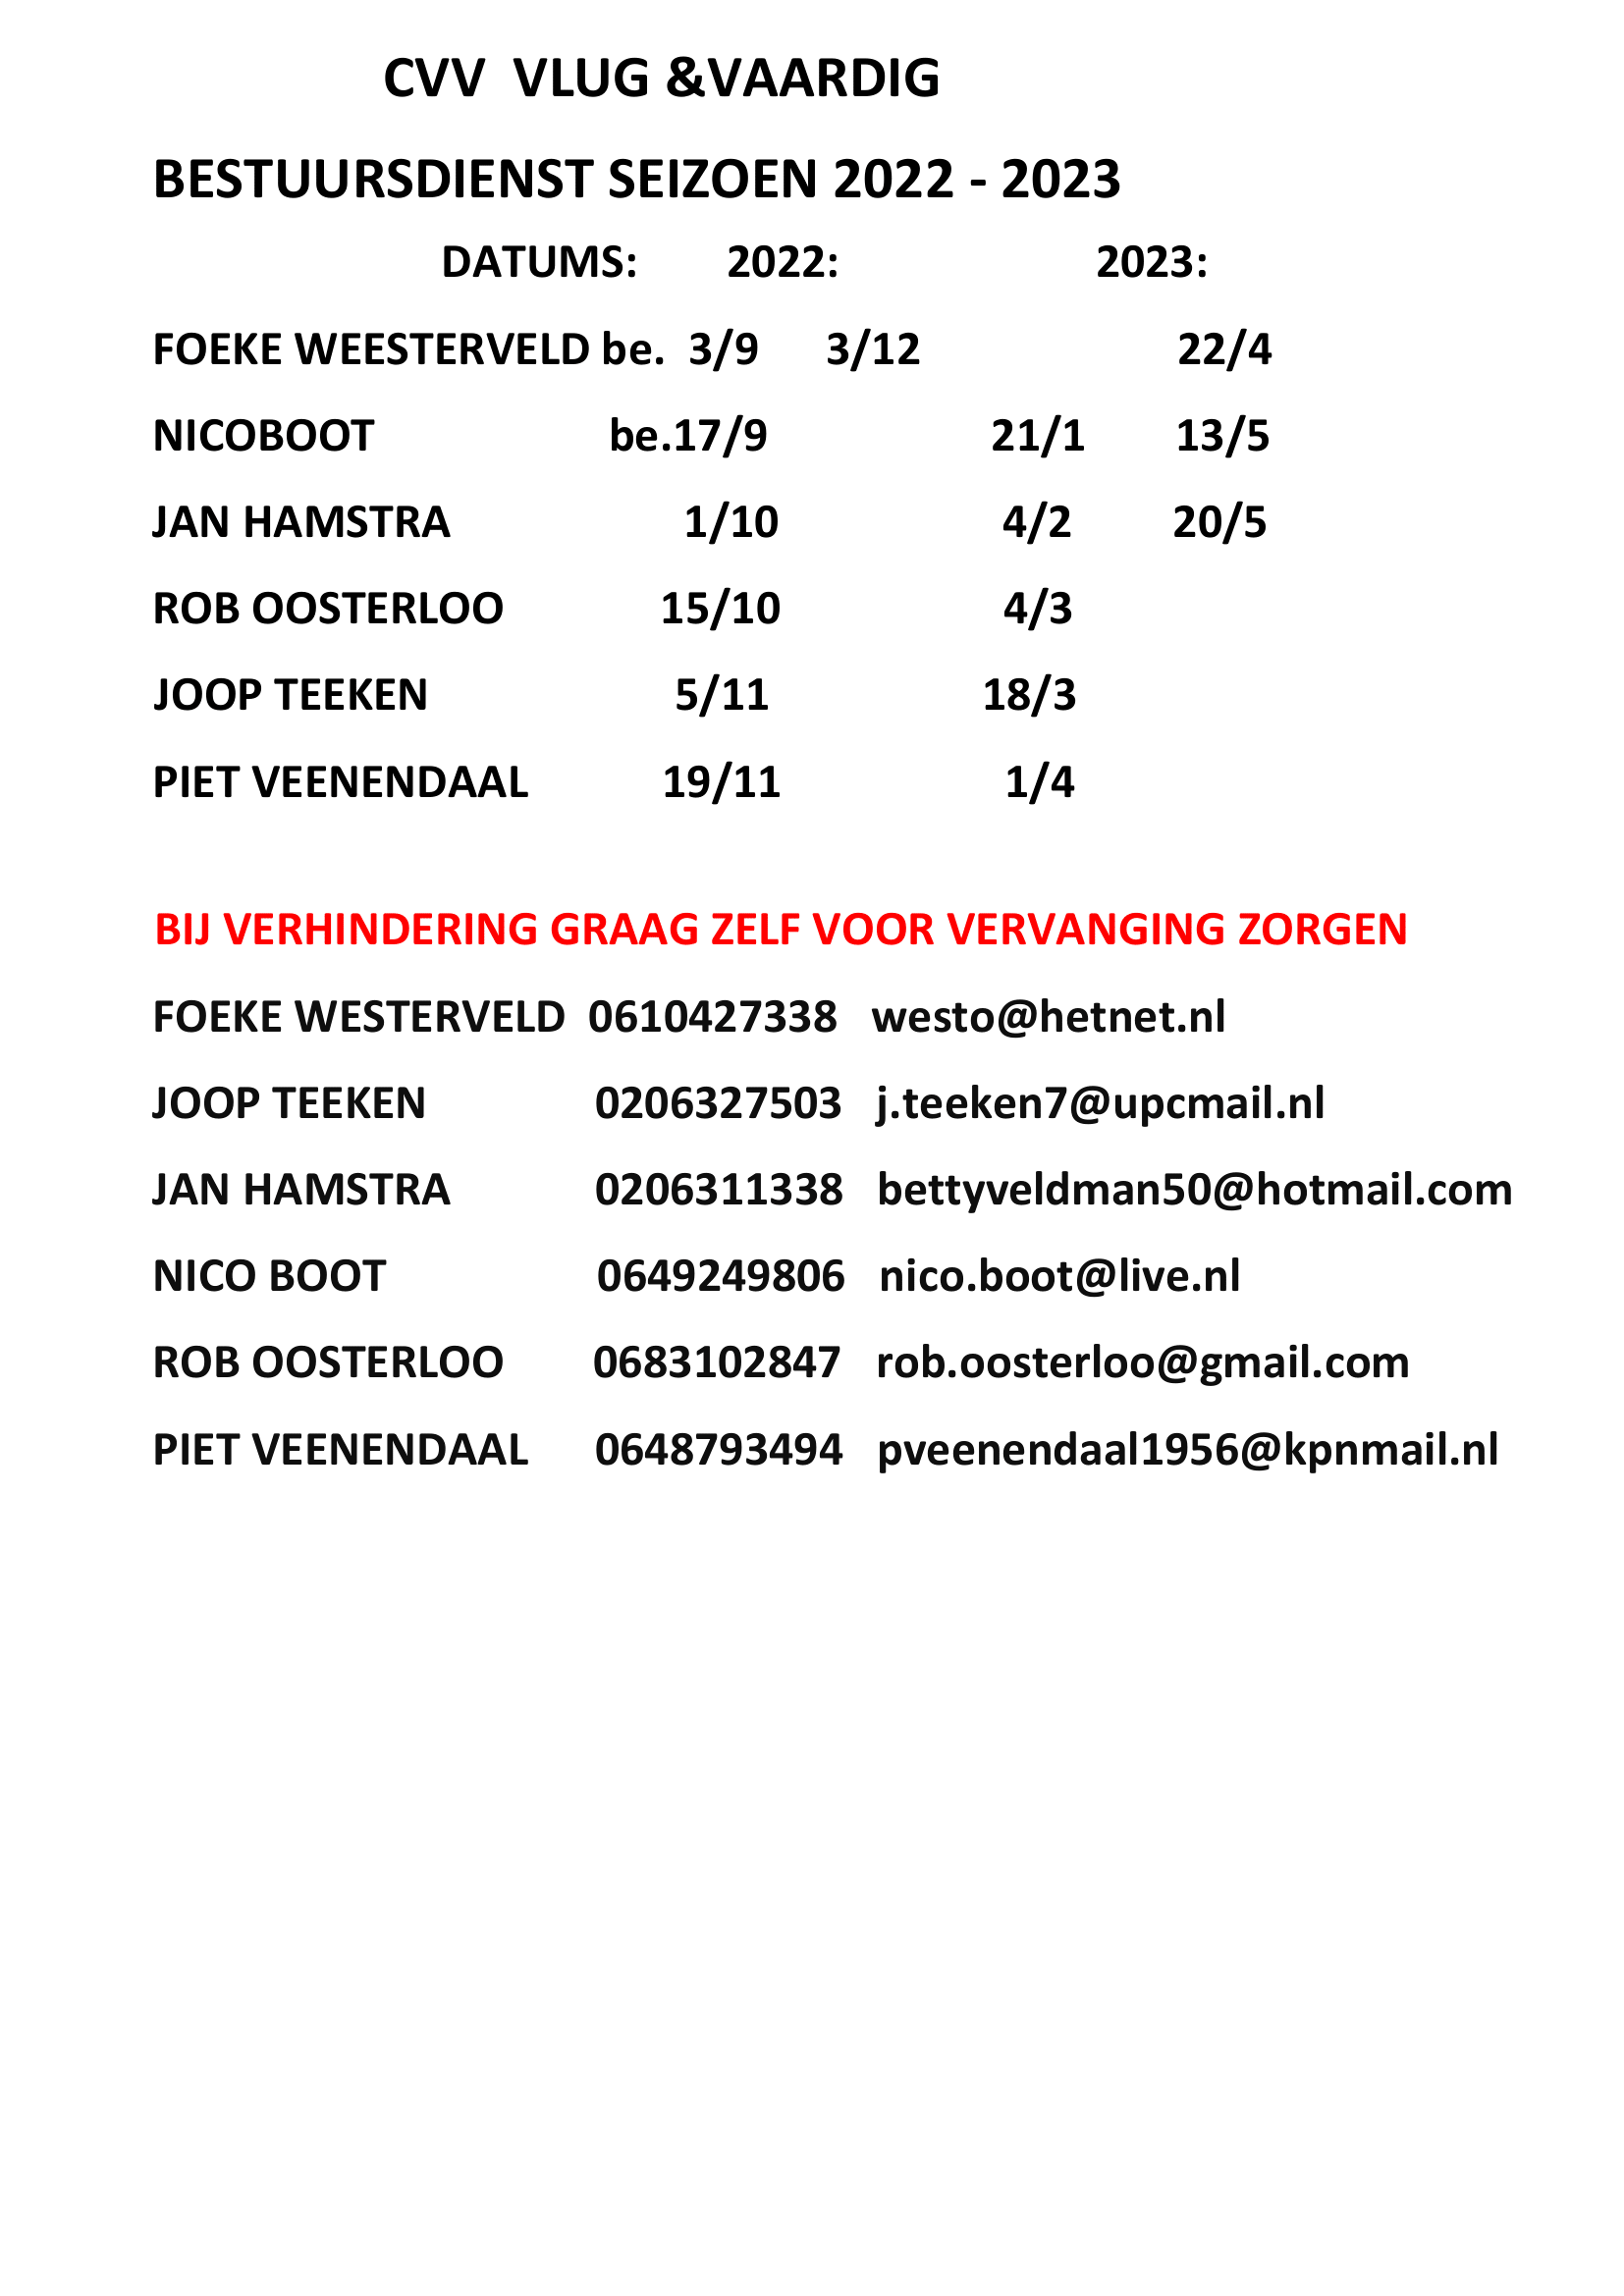 CVV VLUG &VAARDIG
BESTUURSDIENST SEIZOEN 2022 - 2023
DATUMS: 2022: 2023:
FOEKE WEESTERVELD be. 3/9 3/12 22/4
NICOBOOT be.17/9 21/1 13/5
JAN HAMSTRA 1/10 4/2 20/5
ROB OOSTERLOO 15/10 4/3
JOOP TEEKEN 5/11 18/3
PIET VEENENDAAL 19/11 1/4
BIJ VERHINDERING GRAAG ZELF VOOR VERVANGING ZORGEN
FOEKE WESTERVELD 0610427338 westo@hetnet.nl
JOOP TEEKEN 0206327503 j.teeken7@upcmail.nl
JAN HAMSTRA 0206311338 bettyveldman50@hotmail.com
NICO BOOT 0649249806 nico.boot@live.nl
ROB OOSTERLOO 0683102847 rob.oosterloo@gmail.com
PIET VEENENDAAL 0648793494 pveenendaal1956@kpnmail.nl